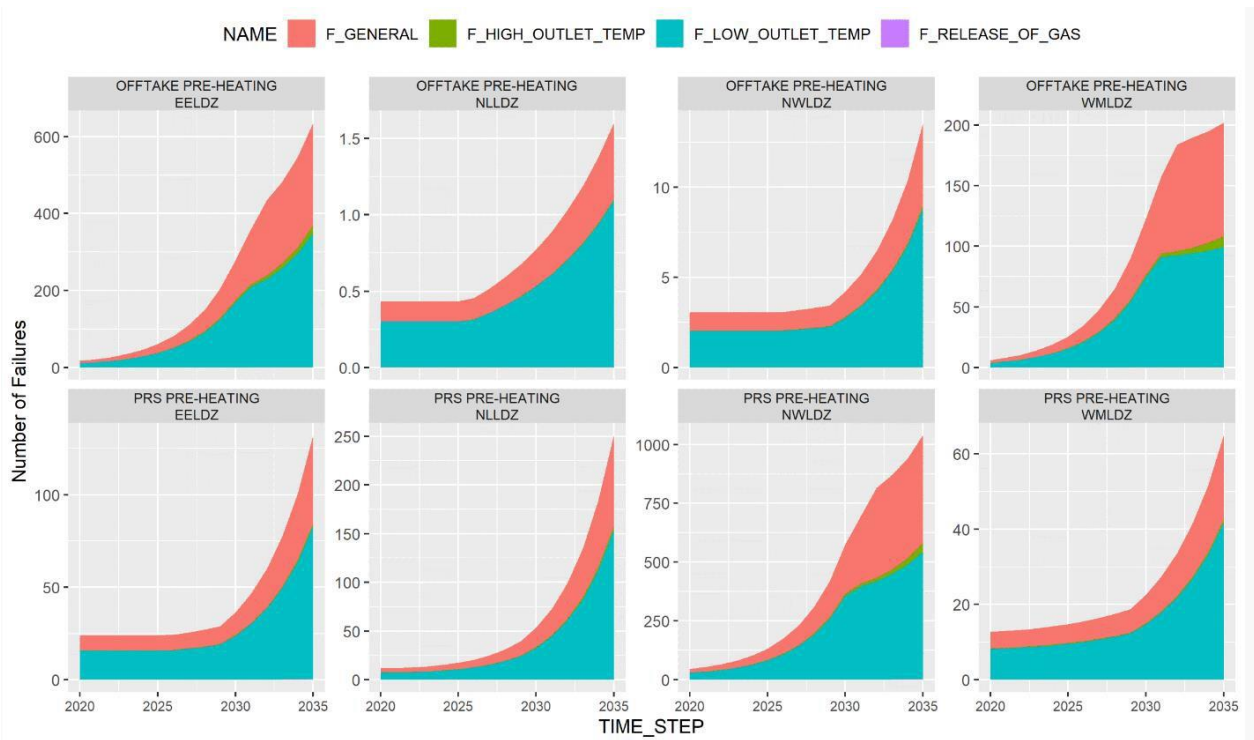 NAME F_GENERAL F_HIGH_OUTLET_TEMP F_LOW_OUTLET_TEMP F_RELEASE_OF_GAS
Number of Failures
OFFTAKE PRE-HEATING
EELDZ
600
400
200
0
OFFTAKE PRE-HEATING
NLLDZ
1.5
1.0
0.5
0.0
OFFTAKE PRE-HEATING
NWLDZ
10
5
0
OFFTAKE PRE-HEATING
WMLDZ
200
150
100
50
0
PRS PRE-HEATING
EELDZ
100
50
0
2020 2025 2030 2035
PRS PRE-HEATING
NLLDZ
250
200
150
100
50
0
2020 2025 2030 2035
PRS PRE-HEATING
NWLDZ
1000
750
500
250
0
2020 2025 2030 2035
PRS PRE-HEATING
WMLDZ
60
40
20
0
2020 2025 2030 2035
TIME_STEP